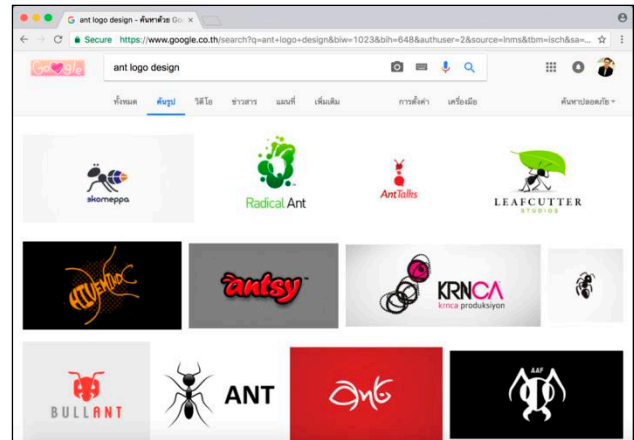 ant logo design - ค้นหาด้วย Goo
Secure https://www.google.co.th/search?q=ant+logo+design&biw=1023&bih=648&authuser=2&source=lnms&tbm=isch&sa=...
Google ant logo design
ทั้งหมด ค้นรูป วิดีโอ ข่าวสาร แผนที่ เพิ่มเติม การตั้งค่า เครื่องมือ ค้นหาปลอดภัย
ekomeppa
Radical Ant
AntTalks
LEAFCUTTER
STUDIOS
HIVEMINDC
antsy
KRNCA
krnca produksiyon
BULLANT
ANT
ant
AAF